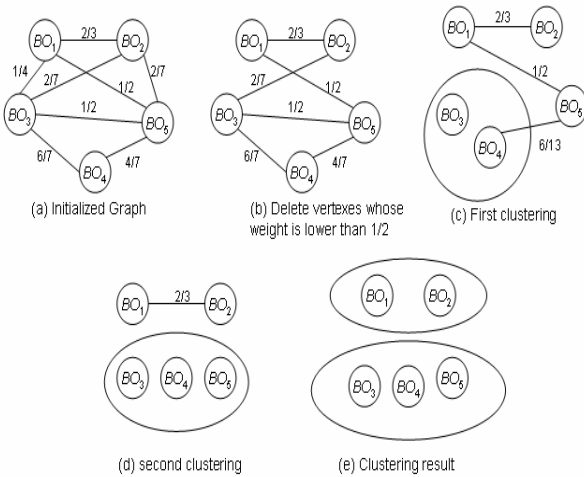 BO1 2/3 BO2
1/4 2/7 1/2 2/7
BO3 1/2 BO5
6/7 4/7
BO4
(a) Initialized Graph
BO1 2/3 BO2
2/7 1/2
BO3 1/2 BO5
6/7 4/7
BO4
(b) Delete vertexes whose
weight is lower than 1/2
BO1 2/3 BO2
1/2
BO3 BO5
BO4 6/13
(c) First clustering
BO1 2/3 BO2
BO3 BO4 BO5
(d) second clustering
BO1 BO2
BO3 BO4 BO5
(e) Clustering result